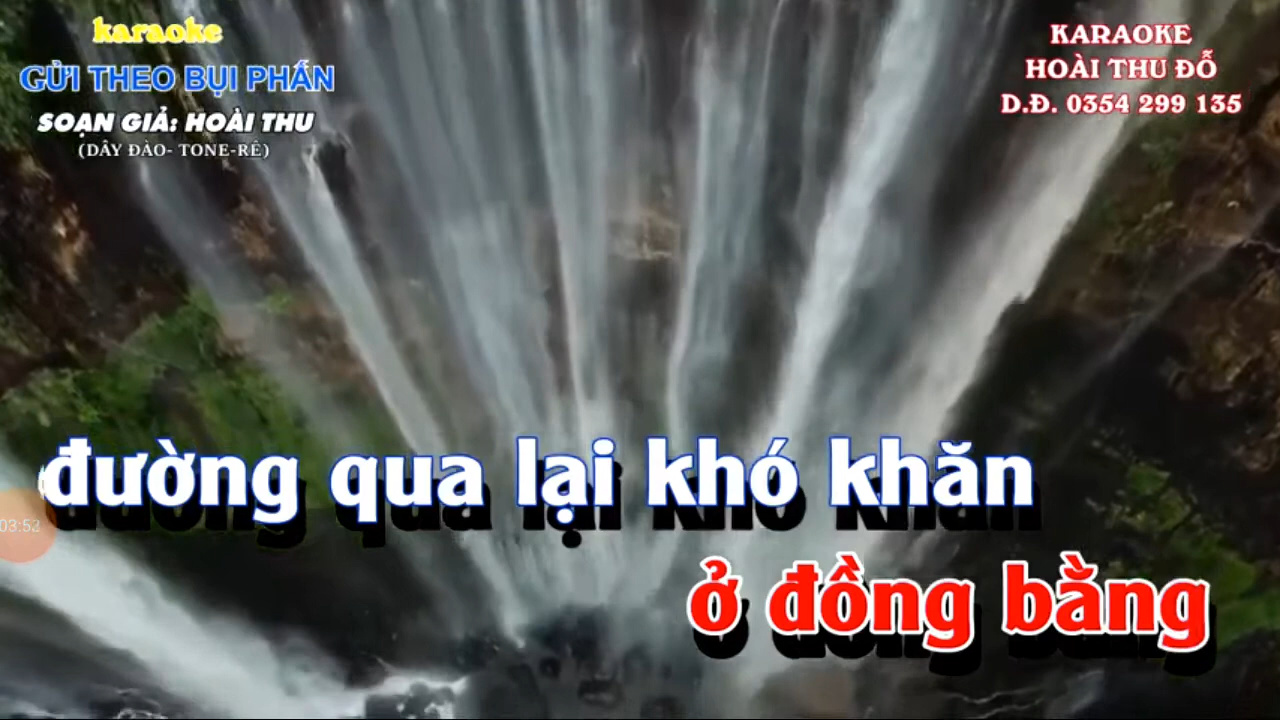 karaoke
GỬI THEO BỤI PHẤN
SOẠN GIẢ: HOÀI THU
(DÂY ĐÀO- TONE-RÊ)
KARAOKE
HOÀI THU ĐỖ
D.Đ. 0354 299 135
đường qua lại khó khăn
03:52
ở đồng bằng